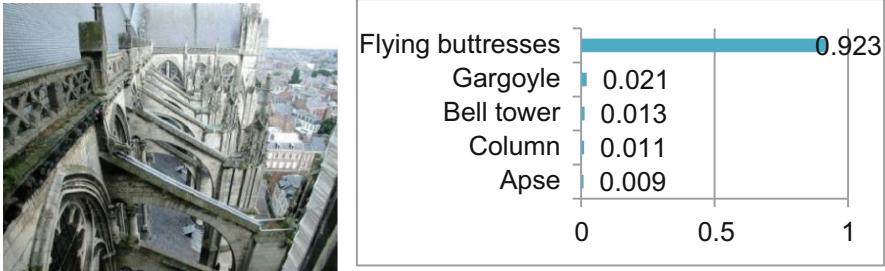 Flying buttresses 0.923
Gargoyle 0.021
Bell tower 0.013
Column 0.011
Apse 0.009
0 0.5 1